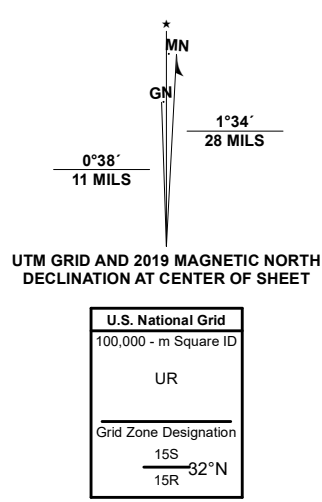 ★
MN
GN
1°34´
28 MILS
0°38´
11 MILS
UTM GRID AND 2019 MAGNETIC NORTH
DECLINATION AT CENTER OF SHEET
U.S. National Grid
100,000 - m Square ID
UR
Grid Zone Designation
15S
32°N
15R